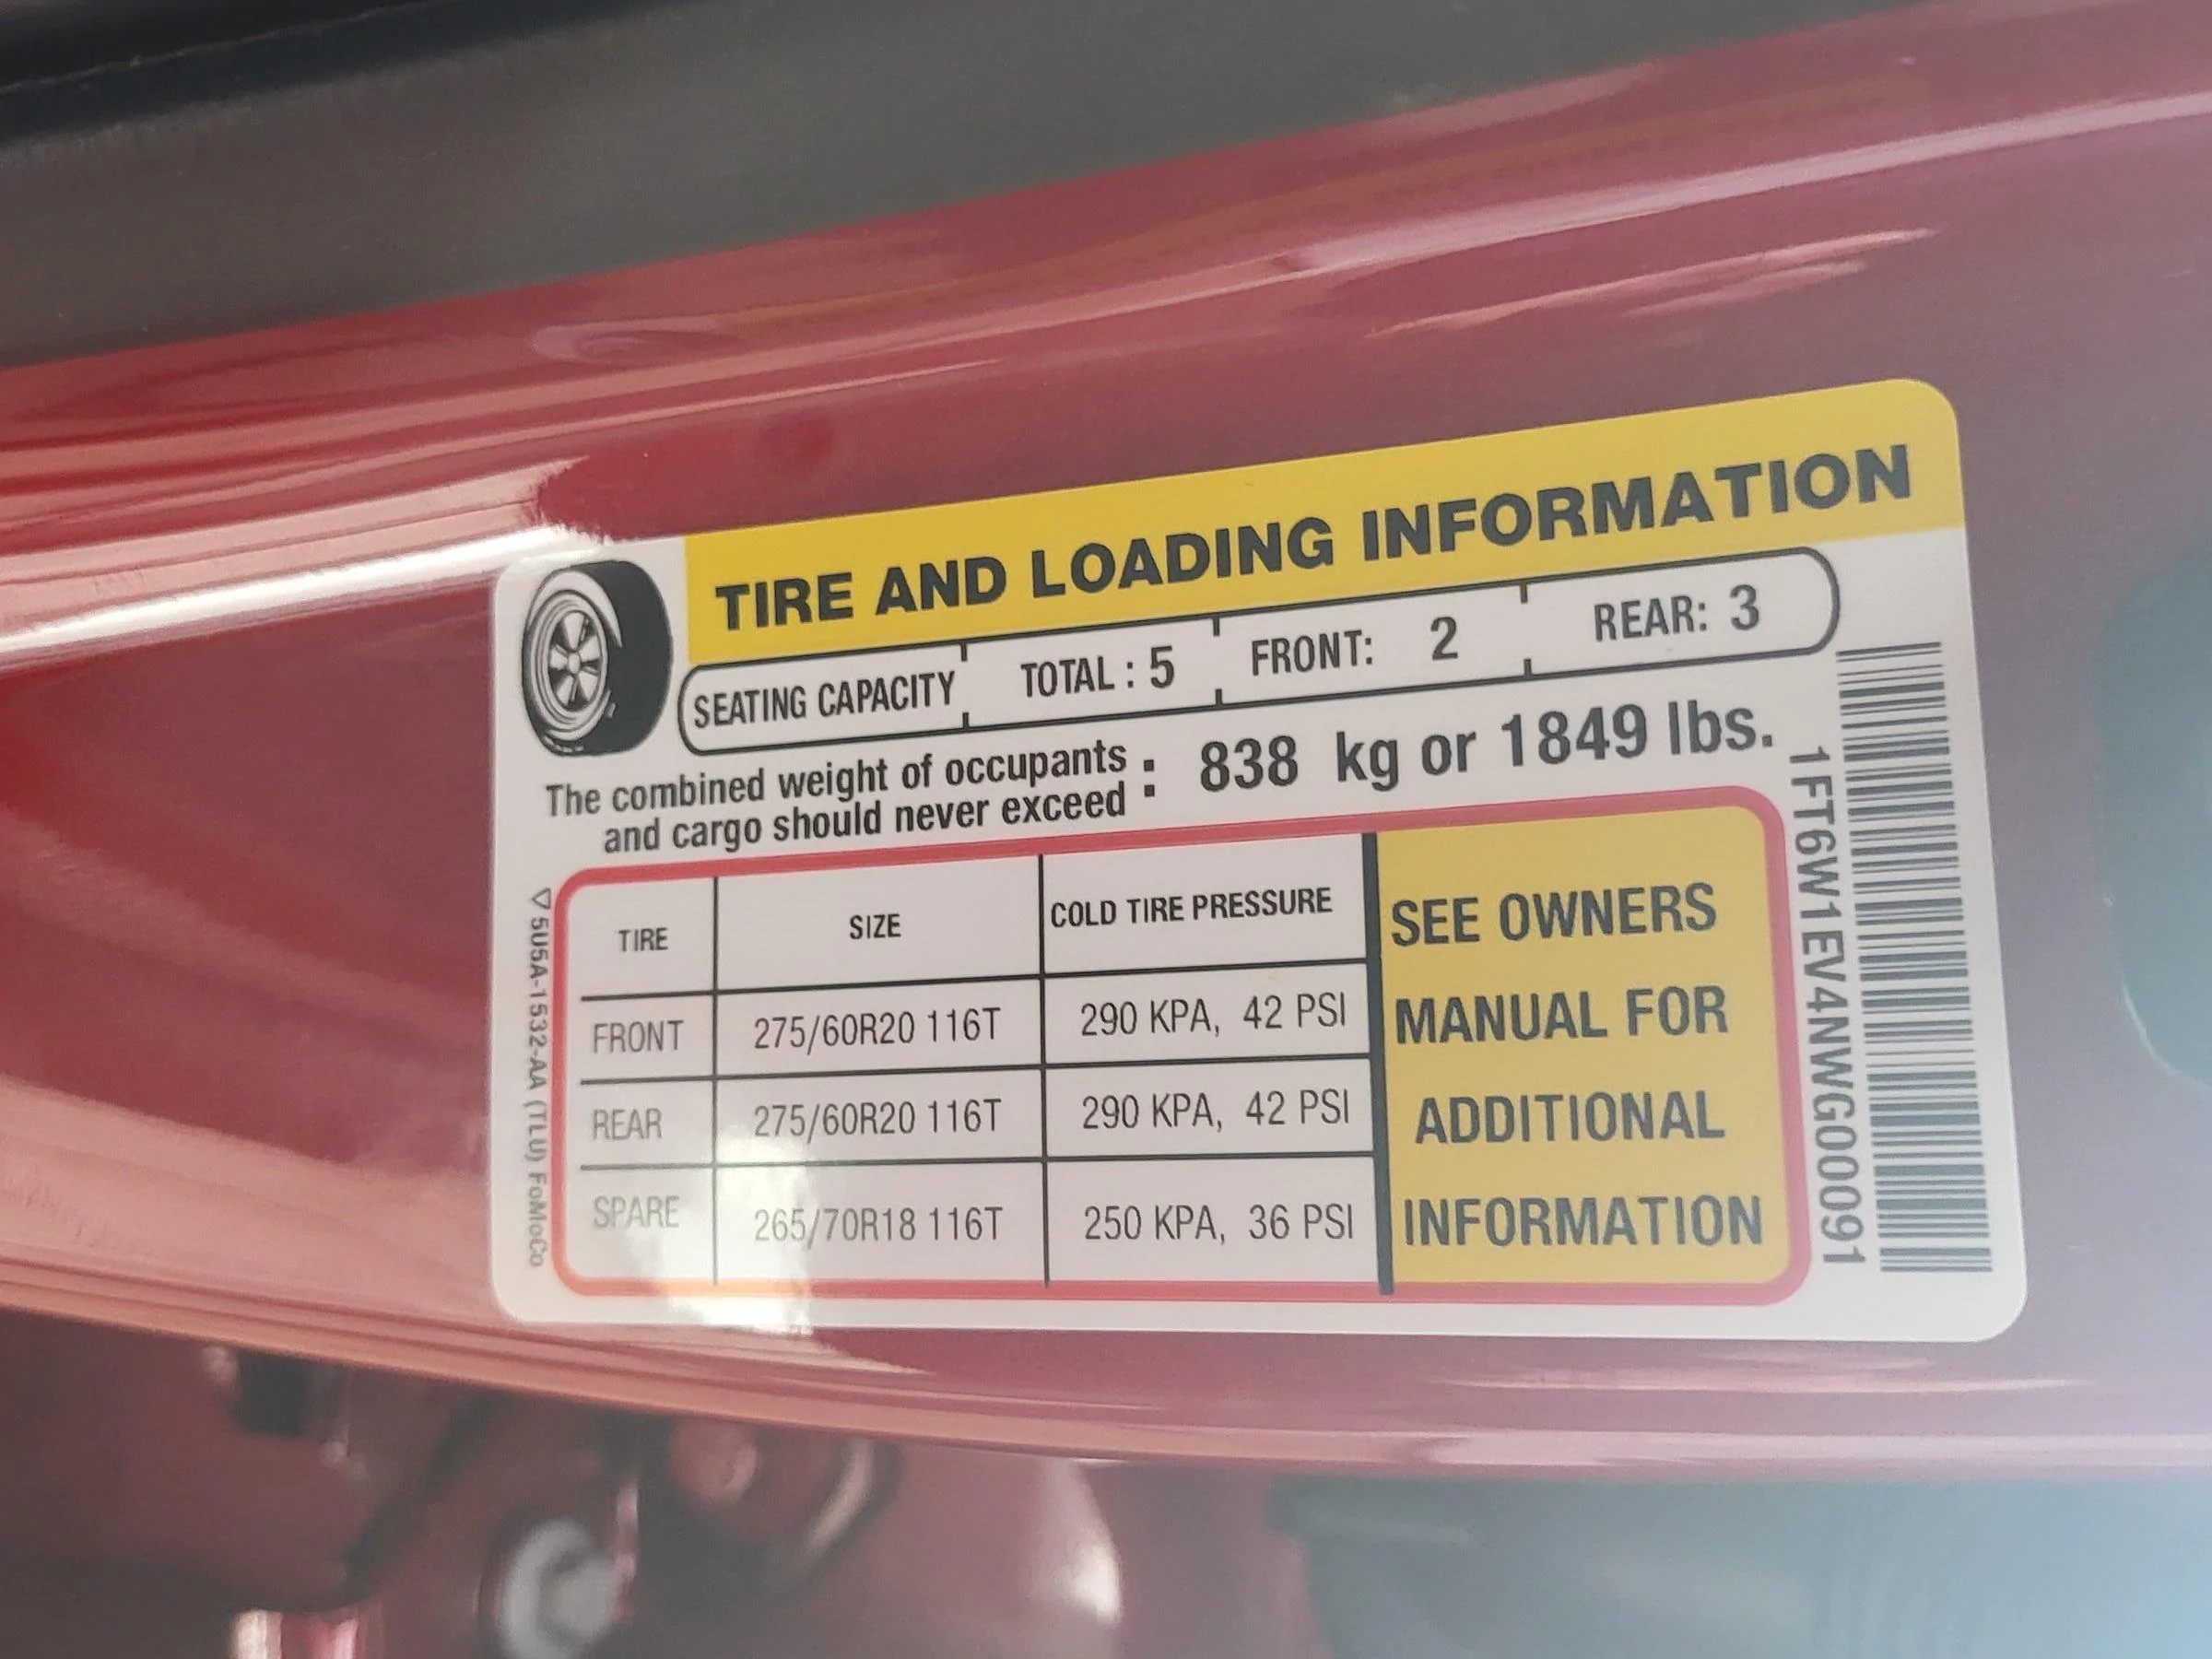 TIRE AND LOADING INFORMATION
SEATING CAPACITY TOTAL : 5 FRONT: 2 REAR: 3
The combined weight of occupants
and cargo should never exceed : 838 kg or 1849 lbs.
TIRE SIZE COLD TIRE PRESSURE
FRONT 275/60R20 116T 290 KPA, 42 PSI
REAR 275/60R20 116T 290 KPA, 42 PSI
SPARE 265/70R18 116T 250 KPA, 36 PSI
SEE OWNERS
MANUAL FOR
ADDITIONAL
INFORMATION
5U5A-1532-AA (TLU) FoMoCo
1FT6W1EV4NWG00091